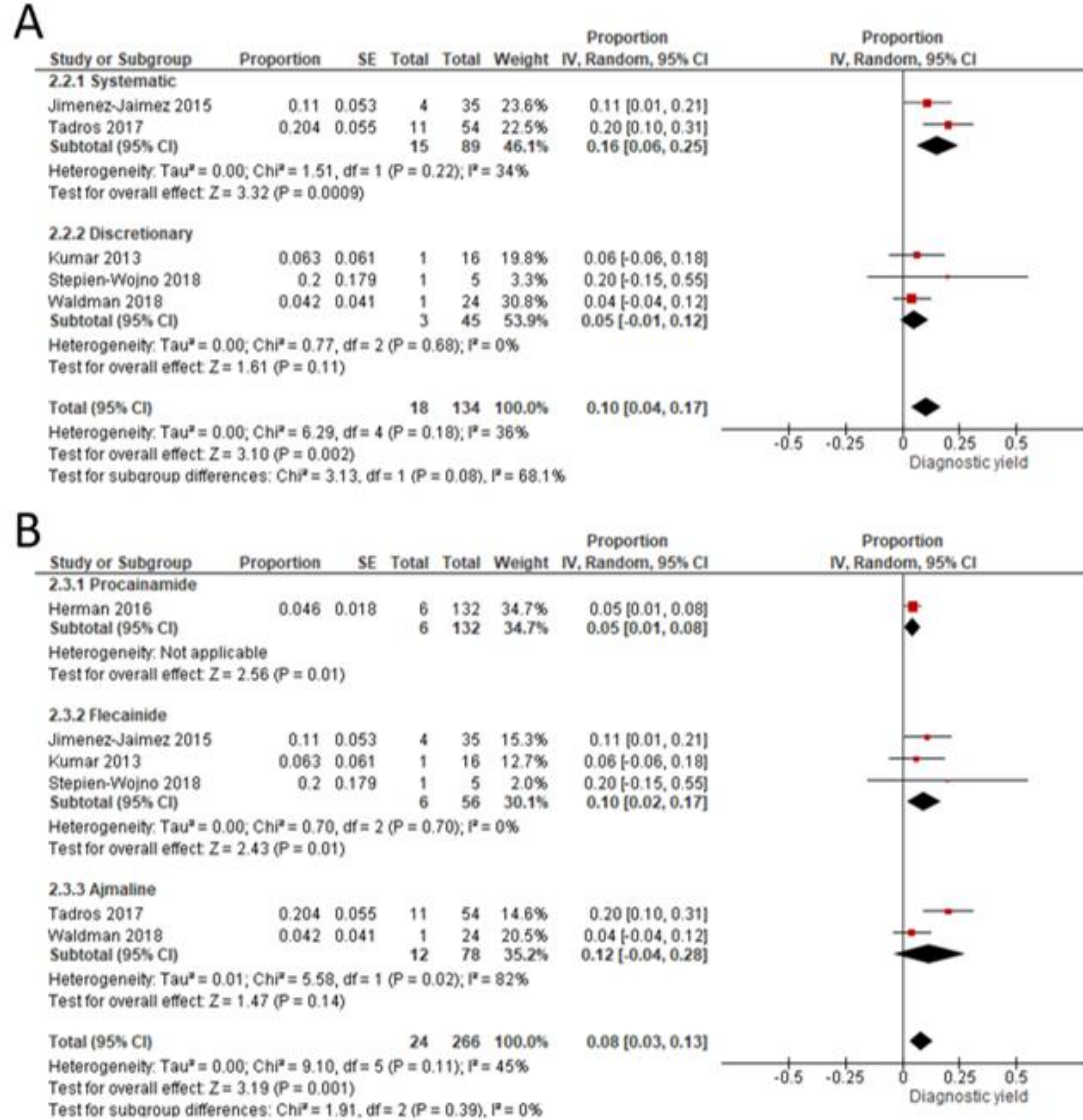 A
Proportion Proportion
Study or Subgroup Proportion SE Total Total Weight IV, Random, 95% CI IV, Random, 95% CI
2.2.1 Systematic
Jimenez-Jaimez 2015 0.11 0.053 4 35 23.6% 0.11 [0.01, 0.21]
Tadros 2017 0.204 0.055 11 54 22.5% 0.20 [0.10, 0.31]
Subtotal (95% CI) 15 89 46.1% 0.16 [0.06, 0.25]
Heterogeneity: Tau² = 0.00; Chi² = 1.51, df = 1 (P = 0.22); I² = 34%
Test for overall effect: Z = 3.32 (P = 0.0009)
2.2.2 Discretionary
Kumar 2013 0.063 0.061 1 16 19.8% 0.06 [-0.06, 0.18]
Stepien-Wojno 2018 0.2 0.179 1 5 3.3% 0.20 [-0.15, 0.55]
Waldman 2018 0.042 0.041 1 24 30.8% 0.04 [-0.04, 0.12]
Subtotal (95% CI) 3 45 53.9% 0.05 [-0.01, 0.12]
Heterogeneity: Tau² = 0.00; Chi² = 0.77, df = 2 (P = 0.68); I² = 0%
Test for overall effect: Z = 1.61 (P = 0.11)
Total (95% CI) 18 134 100.0% 0.10 [0.04, 0.17]
Heterogeneity: Tau² = 0.00; Chi² = 6.29, df = 4 (P = 0.18); I² = 36%
Test for overall effect: Z = 3.10 (P = 0.002)
Test for subgroup differences: Chi² = 3.13, df = 1 (P = 0.08), I² = 68.1%
-0.5 -0.25 0 0.25 0.5
Diagnostic yield
B
Proportion Proportion
Study or Subgroup Proportion SE Total Total Weight IV, Random, 95% CI IV, Random, 95% CI
2.3.1 Procainamide
Herman 2016 0.046 0.018 6 132 34.7% 0.05 [0.01, 0.08]
Subtotal (95% CI) 6 132 34.7% 0.05 [0.01, 0.08]
Heterogeneity: Not applicable
Test for overall effect: Z = 2.56 (P = 0.01)
2.3.2 Flecainide
Jimenez-Jaimez 2015 0.11 0.053 4 35 15.3% 0.11 [0.01, 0.21]
Kumar 2013 0.063 0.061 1 16 12.7% 0.06 [-0.06, 0.18]
Stepien-Wojno 2018 0.2 0.179 1 5 2.0% 0.20 [-0.15, 0.55]
Subtotal (95% CI) 6 56 30.1% 0.10 [0.02, 0.17]
Heterogeneity: Tau² = 0.00; Chi² = 0.70, df = 2 (P = 0.70); I² = 0%
Test for overall effect: Z = 2.43 (P = 0.01)
2.3.3 Ajmaline
Tadros 2017 0.204 0.055 11 54 14.6% 0.20 [0.10, 0.31]
Waldman 2018 0.042 0.041 1 24 20.5% 0.04 [-0.04, 0.12]
Subtotal (95% CI) 12 78 35.2% 0.12 [-0.04, 0.28]
Heterogeneity: Tau² = 0.01; Chi² = 5.58, df = 1 (P = 0.02); I² = 82%
Test for overall effect: Z = 1.47 (P = 0.14)
Total (95% CI) 24 266 100.0% 0.08 [0.03, 0.13]
Heterogeneity: Tau² = 0.00; Chi² = 9.10, df = 5 (P = 0.11); I² = 45%
Test for overall effect: Z = 3.19 (P = 0.001)
Test for subgroup differences: Chi² = 1.91, df = 2 (P = 0.39), I² = 0%
-0.5 -0.25 0 0.25 0.5
Diagnostic yield